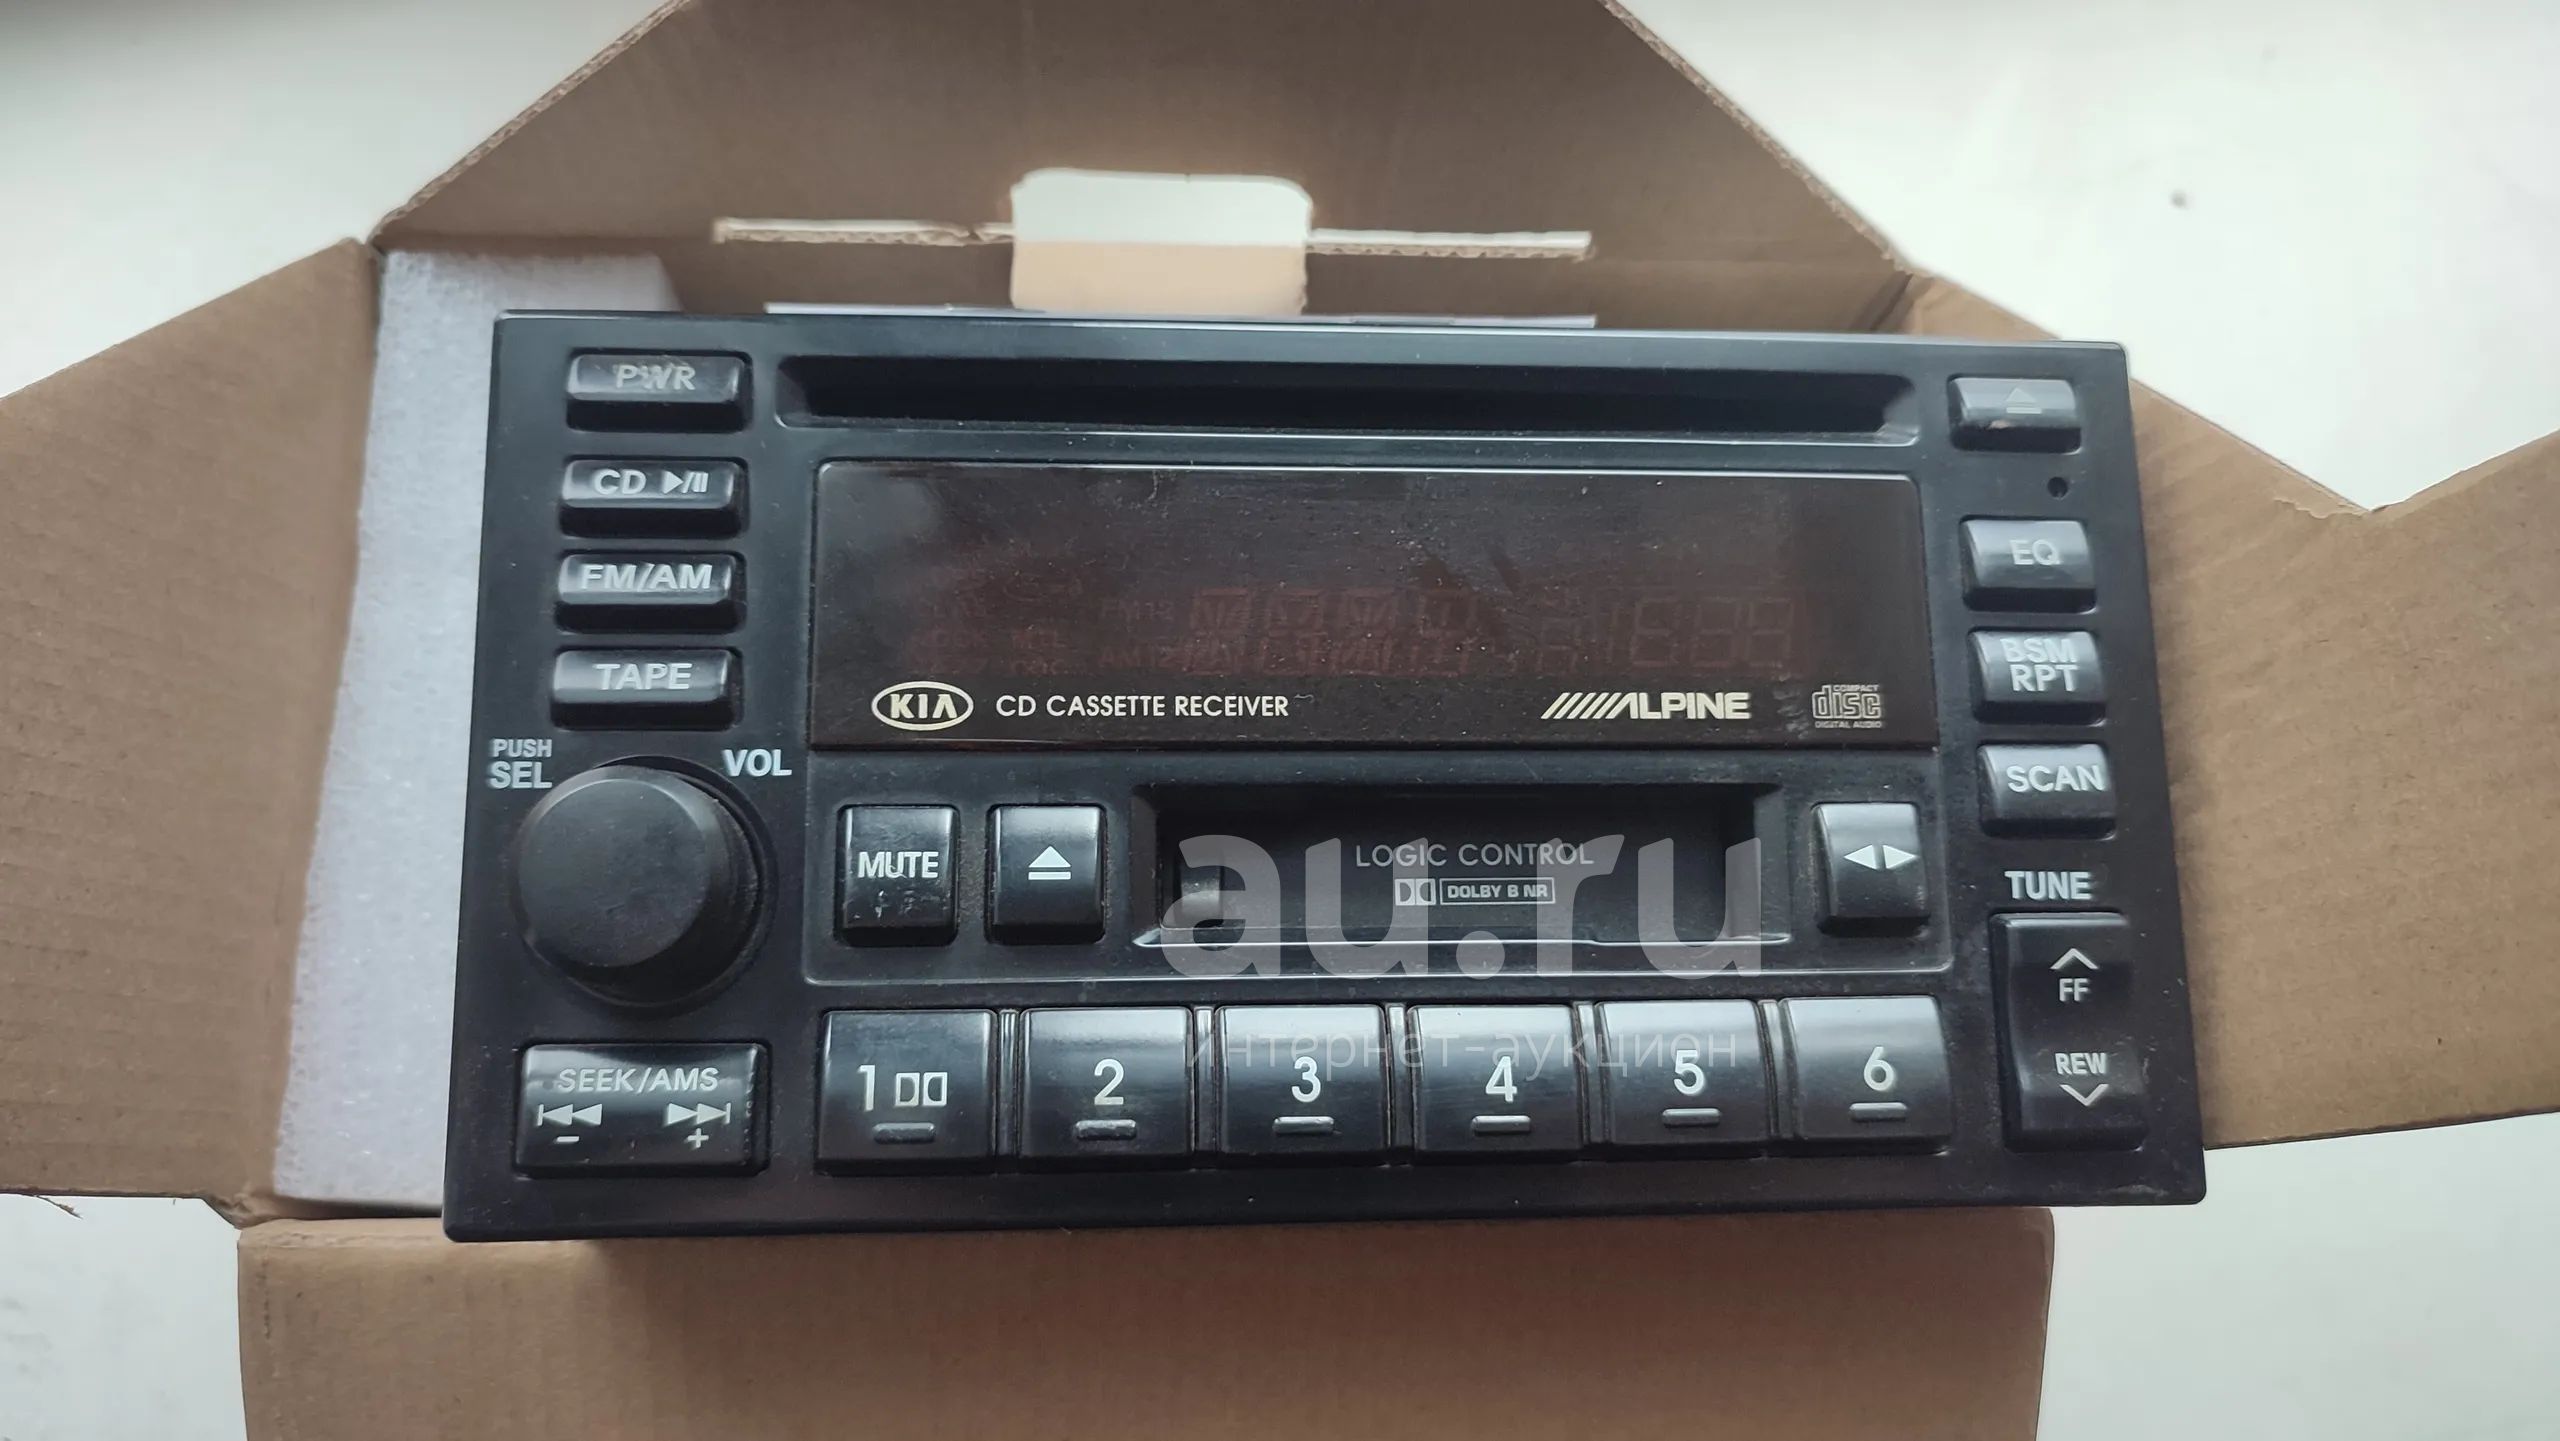 PWR
CD ▶/II
FM/AM
EQ
BSM
RPT
TAPE
KIA CD CASSETTE RECEIVER ALPINE COMPACT disc DIGITAL AUDIO
PUSH
SEL
VOL
SCAN
MUTE
LOGIC CONTROL
DOLBY B NR
au.ru
интернет-аукцион
TUNE
FF
REW
SEEK/AMS
- +
1 2 3 4 5 6